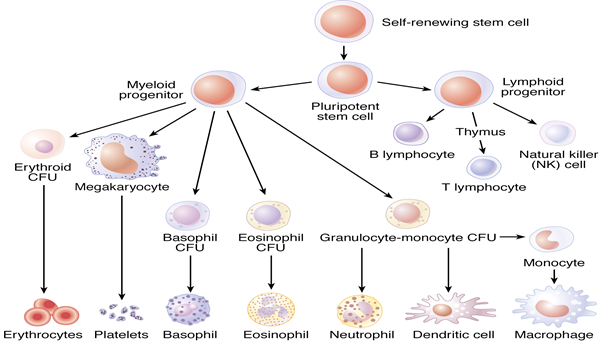 Self-renewing stem cell
Myeloid
progenitor
Pluripotent
stem cell
Lymphoid
progenitor
Thymus
B lymphocyte
Natural killer
(NK) cell
T lymphocyte
Erythroid
CFU
Megakaryocyte
Basophil
CFU
Eosinophil
CFU
Granulocyte-monocyte CFU
Monocyte
Erythrocytes
Platelets
Basophil
Eosinophil
Neutrophil
Dendritic cell
Macrophage